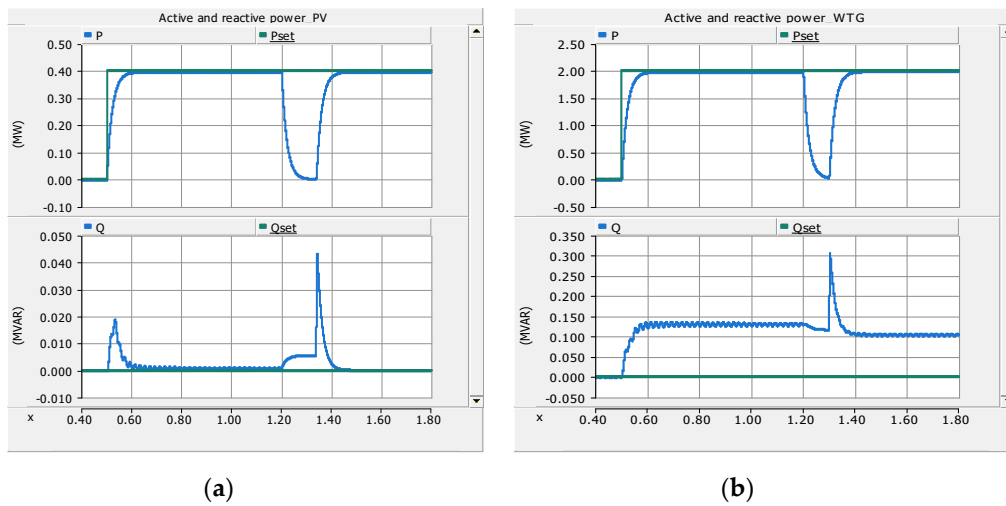 Active and reactive power_PV
P Pset
0.50
0.40
0.30
0.20
0.10
0.00
-0.10
(MW)
Q Qset
0.050
0.040
0.030
0.020
0.010
0.000
-0.010
(MVAR)
x 0.40 0.60 0.80 1.00 1.20 1.40 1.60 1.80
(a)
Active and reactive power_WTG
P Pset
2.50
2.00
1.50
1.00
0.50
0.00
-0.50
(MW)
Q Qset
0.350
0.300
0.250
0.200
0.150
0.100
0.050
0.000
-0.050
(MVAR)
x 0.40 0.60 0.80 1.00 1.20 1.40 1.60 1.80
(b)